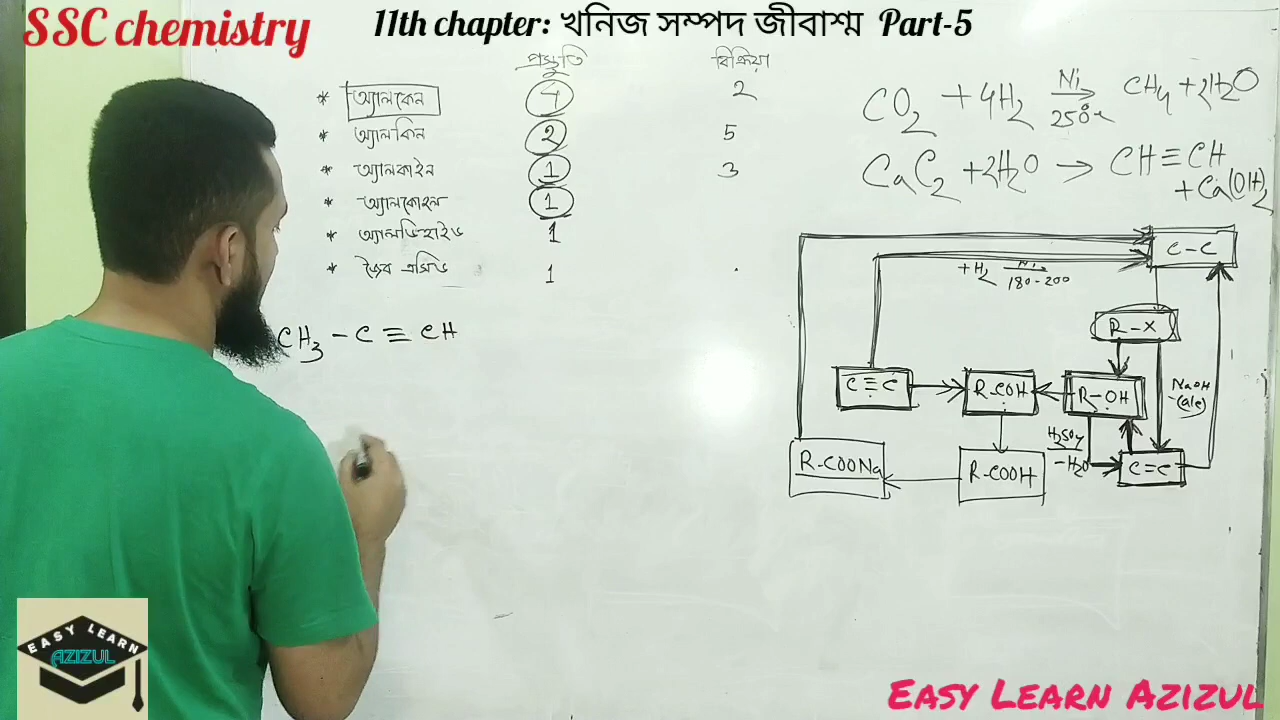 SSC chemistry
11th chapter: খনিজ সম্পদ জীবাশ্ম Part-5
প্রস্তুতি বিক্রিয়া
* অ্যালকেন 4 2
* অ্যালকিন 2 5
* অ্যালকাইন 1 3
* অ্যালকোহল 1
* অ্যালডিহাইড 1
* জৈব এসিড 1
CH₃ - C ≡ CH
CO₂ + 4H₂ Ni → 250°c CH₄ + 2H₂O
CaC₂ + 2H₂O → CH ≡ CH
+ Ca(OH)₂
C - C
+H₂ Ni → 180-200
R - X
C ≡ C R-COH R-OH NaOH
(alc)
H₂SO₄
-H₂O
R-COONa R-COOH C=C
EASY LEARN
AZIZUL
Easy Learn Azizul